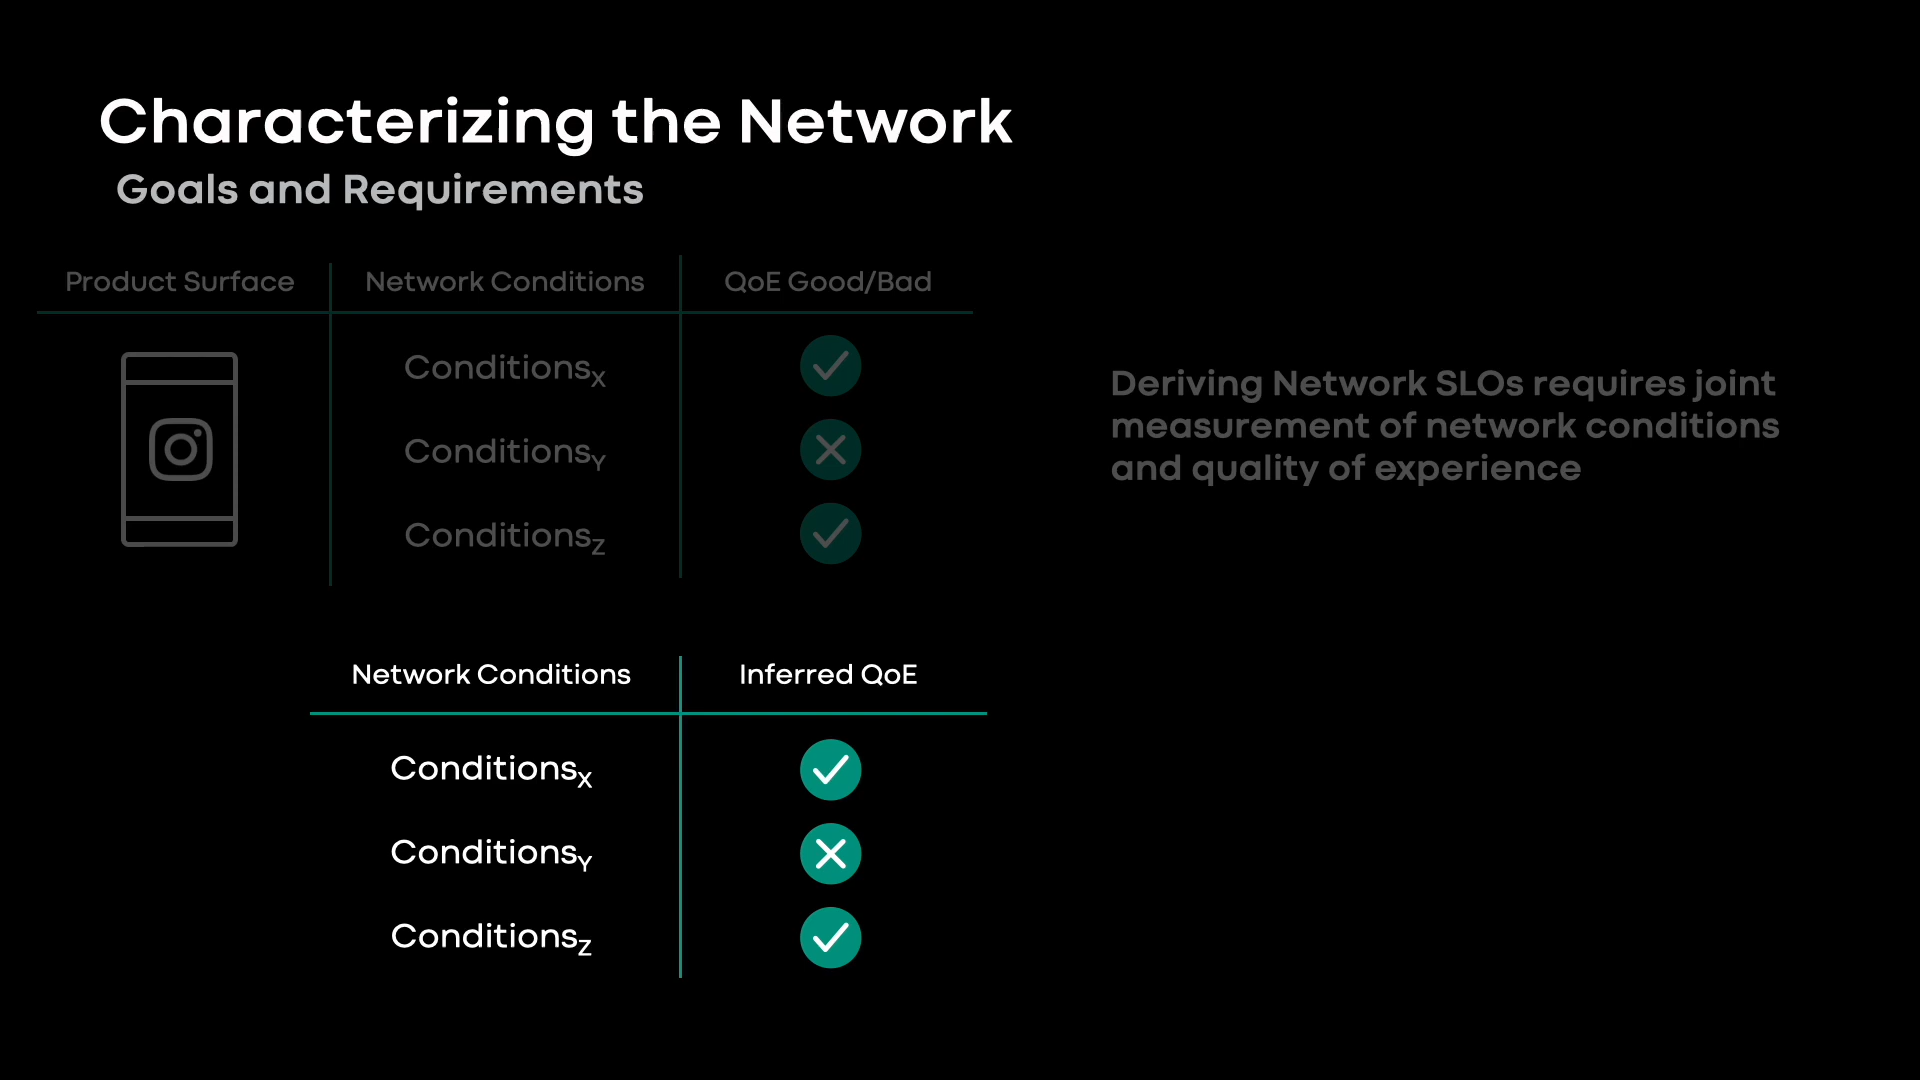 Characterizing the Network
Goals and Requirements
Product Surface Network Conditions QoE Good/Bad
ConditionsX
ConditionsY
ConditionsZ
Deriving Network SLOs requires joint
measurement of network conditions
and quality of experience
Network Conditions Inferred QoE
ConditionsX
ConditionsY
ConditionsZ